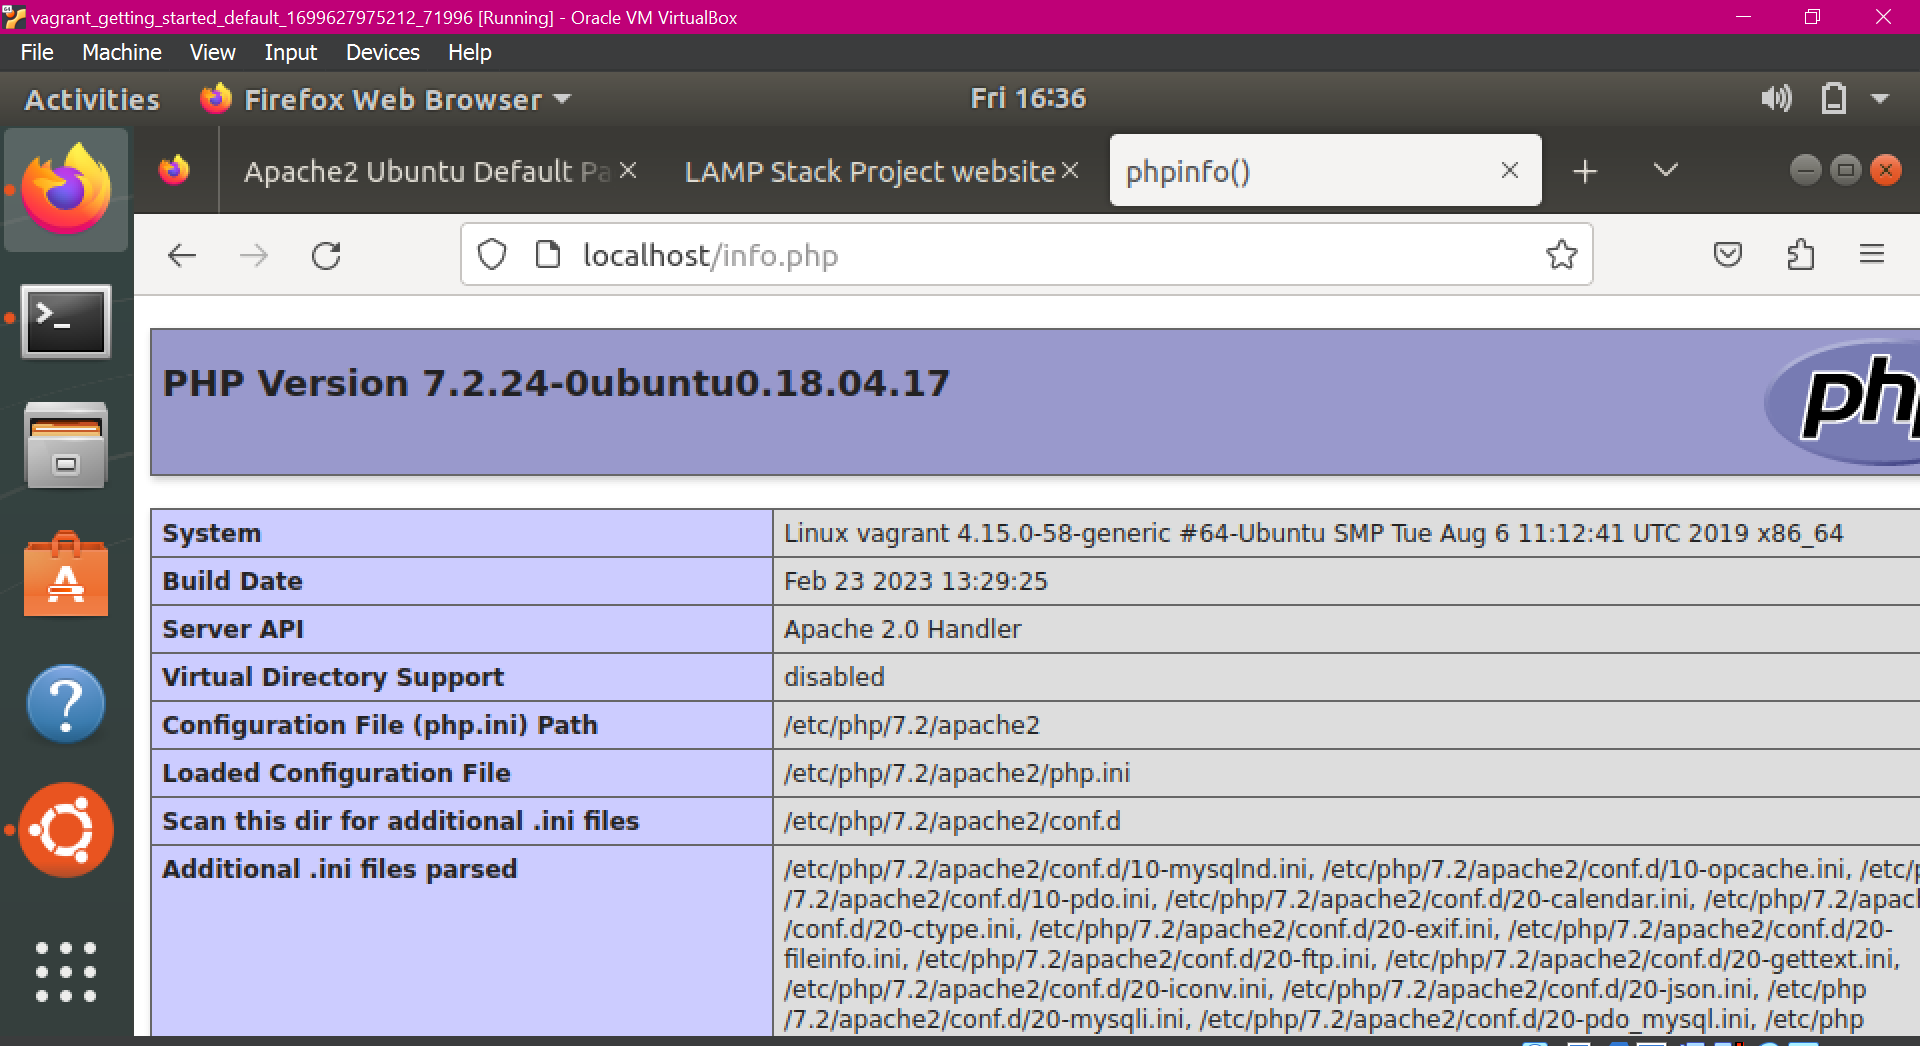 vagrant_getting_started_default_1699627975212_71996 [Running] - Oracle VM VirtualBox
File Machine View Input Devices Help
Activities Firefox Web Browser Fri 16:36
Apache2 Ubuntu Default Pa LAMP Stack Project website phpinfo()
localhost/info.php
PHP Version 7.2.24-0ubuntu0.18.04.17
php
System Linux vagrant 4.15.0-58-generic #64-Ubuntu SMP Tue Aug 6 11:12:41 UTC 2019 x86_64
Build Date Feb 23 2023 13:29:25
Server API Apache 2.0 Handler
Virtual Directory Support disabled
Configuration File (php.ini) Path /etc/php/7.2/apache2
Loaded Configuration File /etc/php/7.2/apache2/php.ini
Scan this dir for additional .ini files /etc/php/7.2/apache2/conf.d
Additional .ini files parsed /etc/php/7.2/apache2/conf.d/10-mysqlnd.ini, /etc/php/7.2/apache2/conf.d/10-opcache.ini, /etc/p
/7.2/apache2/conf.d/10-pdo.ini, /etc/php/7.2/apache2/conf.d/20-calendar.ini, /etc/php/7.2/apac
/conf.d/20-ctype.ini, /etc/php/7.2/apache2/conf.d/20-exif.ini, /etc/php/7.2/apache2/conf.d/20-
fileinfo.ini, /etc/php/7.2/apache2/conf.d/20-ftp.ini, /etc/php/7.2/apache2/conf.d/20-gettext.ini,
/etc/php/7.2/apache2/conf.d/20-iconv.ini, /etc/php/7.2/apache2/conf.d/20-json.ini, /etc/php
/7.2/apache2/conf.d/20-mysqli.ini, /etc/php/7.2/apache2/conf.d/20-pdo_mysql.ini, /etc/php